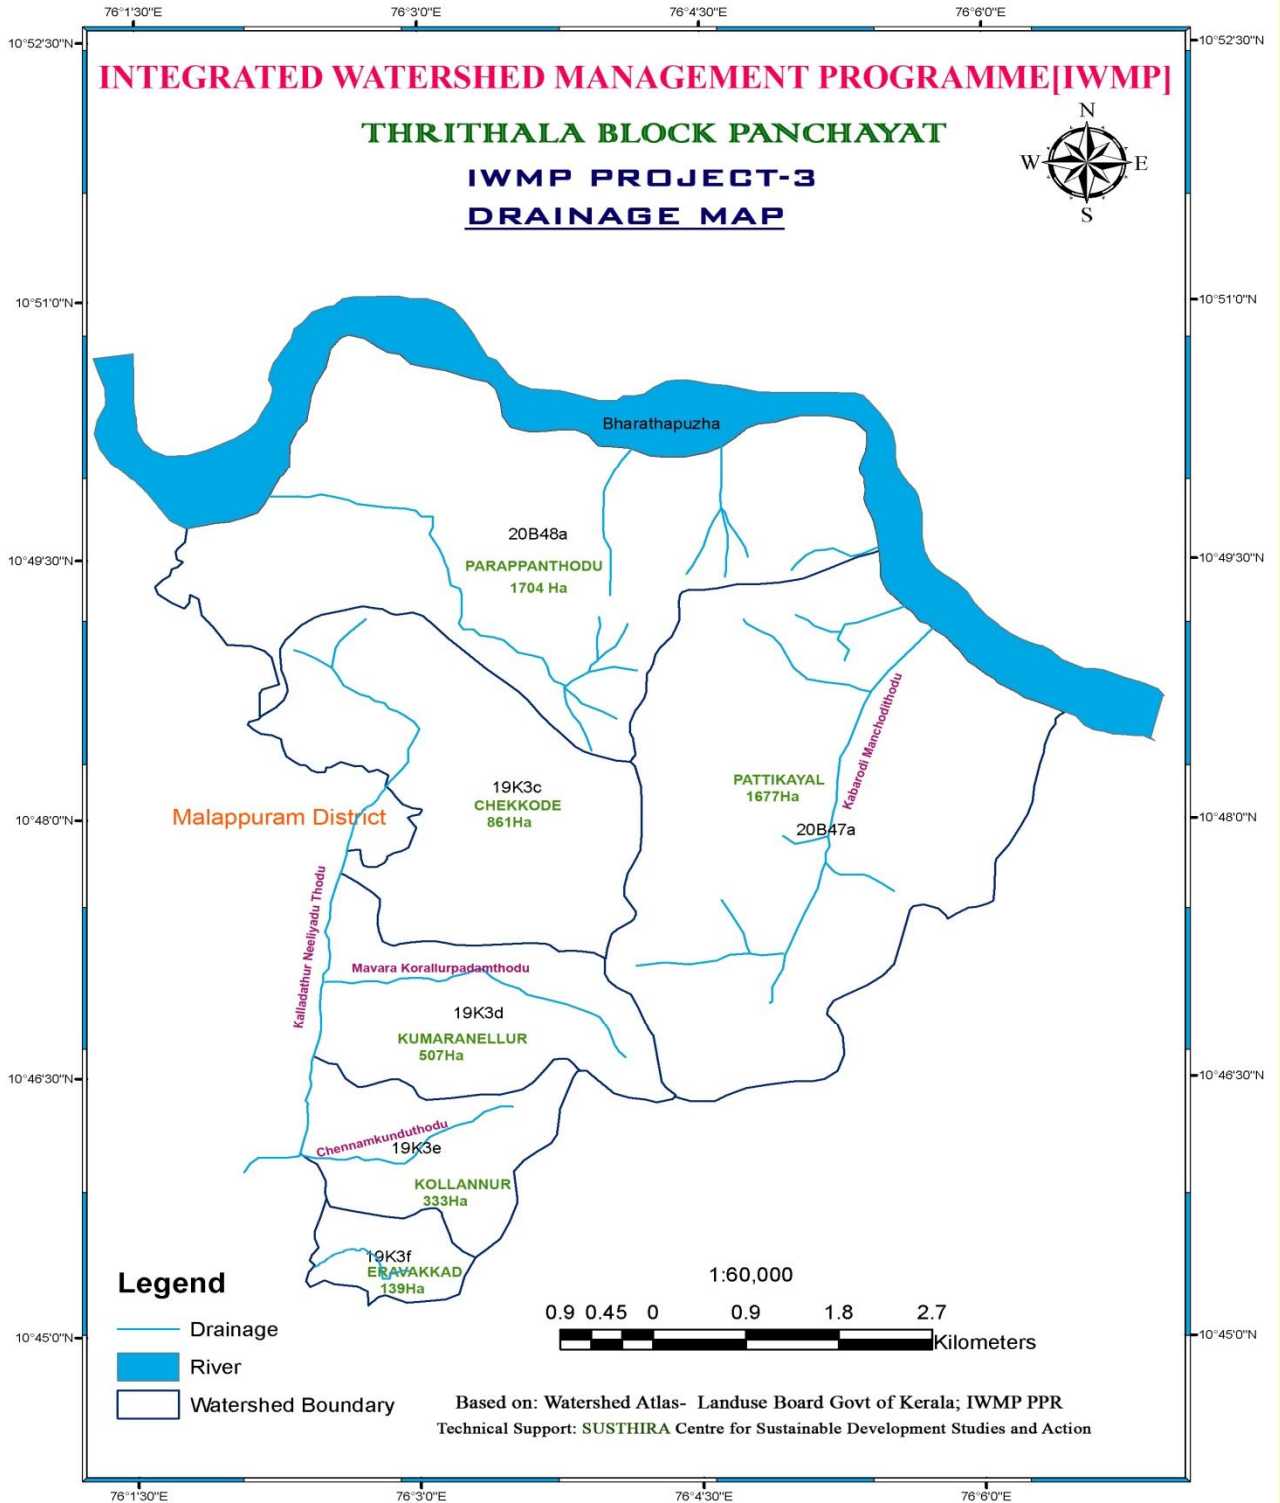 76°1'30"E 76°3'0"E 76°4'30"E 76°6'0"E
10°52'30"N 10°52'30"N
INTEGRATED WATERSHED MANAGEMENT PROGRAMME[IWMP]
THRITHALA BLOCK PANCHAYAT
IWMP PROJECT-3
DRAINAGE MAP
N
W E
S
10°51'0"N 10°51'0"N
Bharathapuzha
20B48a
PARAPPANTHODU
1704 Ha
10°49'30"N 10°49'30"N
Kabarodi Manchodithodu
PATTIKAYAL
1677Ha
20B47a
19K3c
CHEKKODE
861Ha
Malappuram District
10°48'0"N 10°48'0"N
Kalladathur Neeliyadu Thodu
Mavara Korallurpadamthodu
19K3d
KUMARANELLUR
507Ha
10°46'30"N 10°46'30"N
Chennamkunduthodu
19K3e
KOLLANNUR
333Ha
19K3f
ERAVAKKAD
139Ha
Legend
Drainage
River
Watershed Boundary
1:60,000
0.9 0.45 0 0.9 1.8 2.7
Kilometers
10°45'0"N 10°45'0"N
Based on: Watershed Atlas- Landuse Board Govt of Kerala; IWMP PPR
Technical Support: SUSTHIRA Centre for Sustainable Development Studies and Action
76°1'30"E 76°3'0"E 76°4'30"E 76°6'0"E